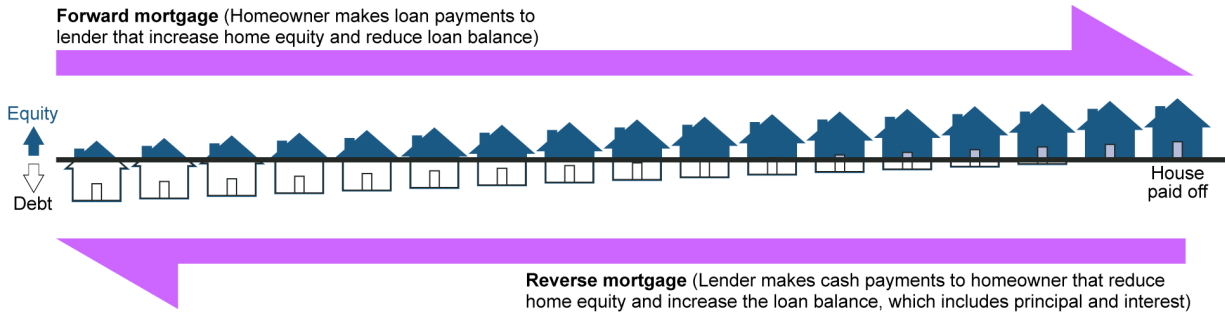 Forward mortgage (Homeowner makes loan payments to
lender that increase home equity and reduce loan balance)
Equity
Debt
House
paid off
Reverse mortgage (Lender makes cash payments to homeowner that reduce
home equity and increase the loan balance, which includes principal and interest)